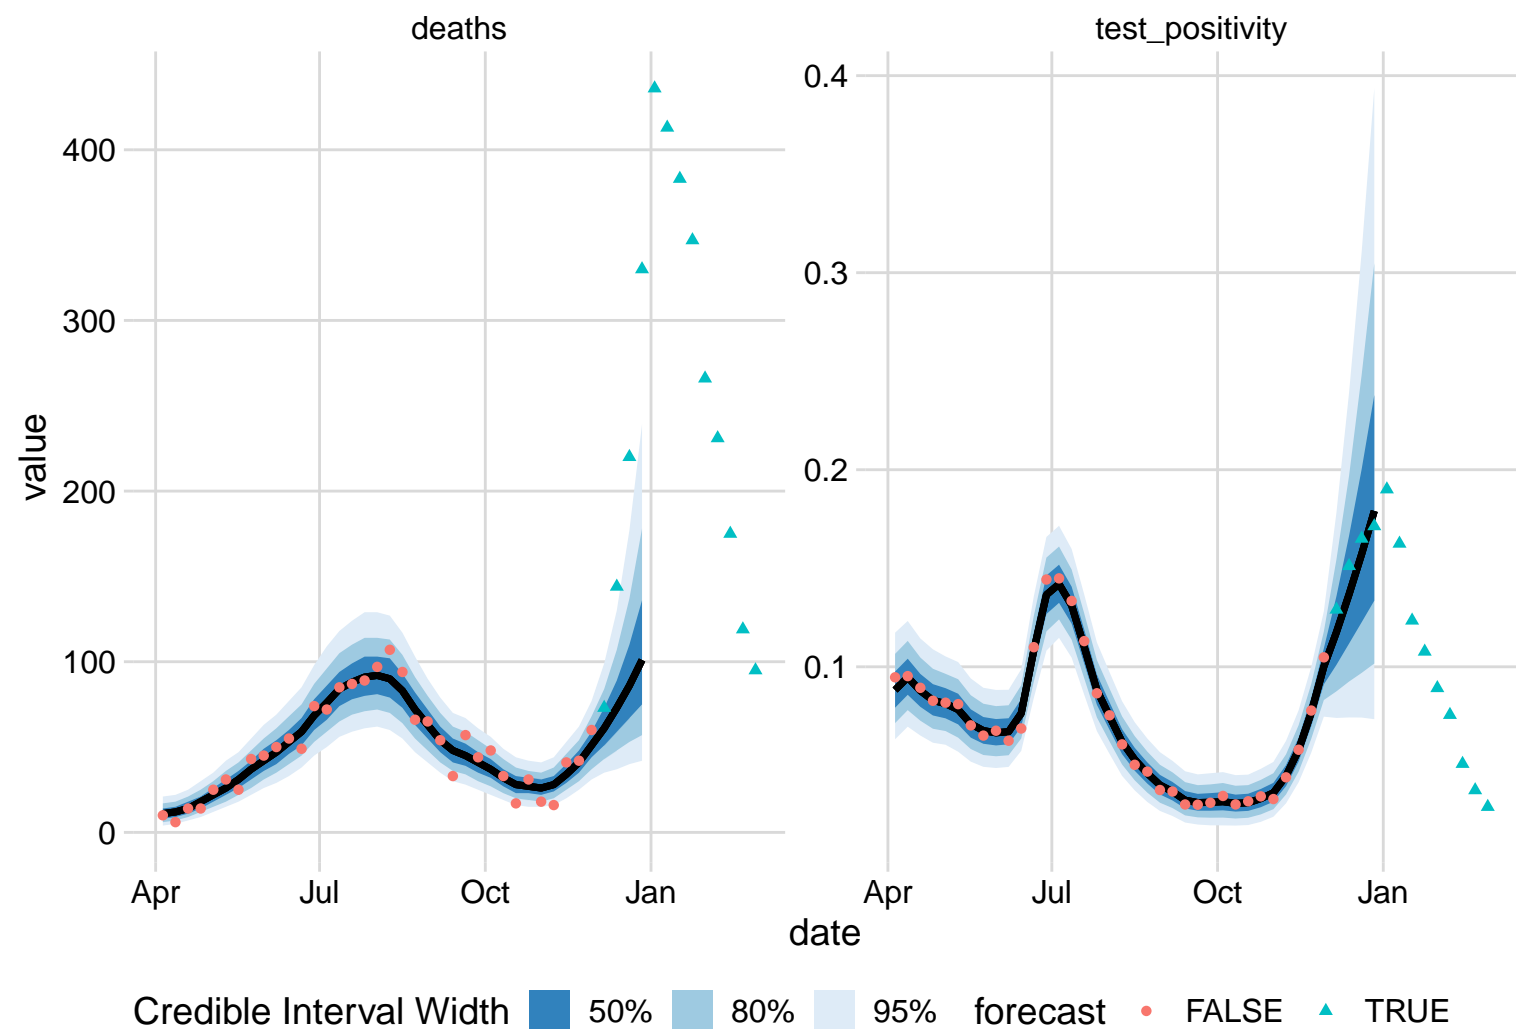 deaths
test_positivity
value
400
300
200
100
0
0.4
0.3
0.2
0.1
Apr Jul Oct Jan
Apr Jul Oct Jan
date
Credible Interval Width 50% 80% 95% forecast FALSE TRUE